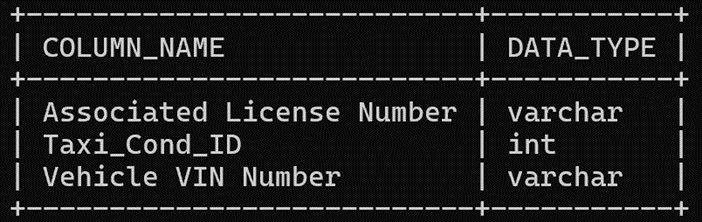 +---------------------------+-----------+
| COLUMN_NAME               | DATA_TYPE |
+---------------------------+-----------+
| Associated License Number | varchar   |
| Taxi_Cond_ID              | int       |
| Vehicle VIN Number        | varchar   |
+---------------------------+-----------+